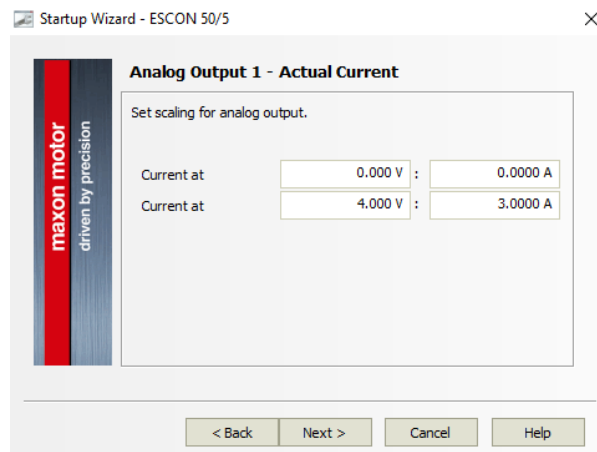 Startup Wizard - ESCON 50/5
maxon motor
driven by precision
Analog Output 1 - Actual Current
Set scaling for analog output.
Current at 0.000 V : 0.0000 A
Current at 4.000 V : 3.0000 A
< Back Next > Cancel Help